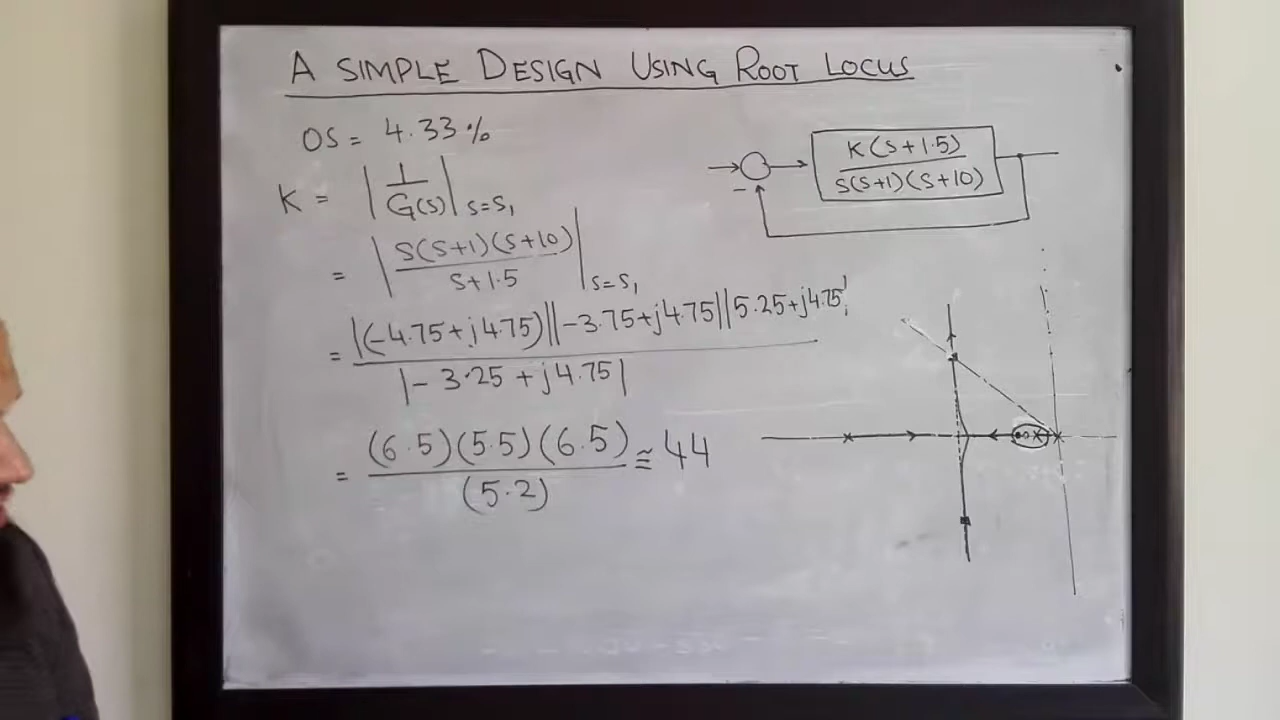 A SIMPLE DESIGN USING ROOT LOCUS
OS = 4.33%
K = |1/G(s)| s=s₁
= |s(s+1)(s+10)/s+1.5| s=s₁
= |(-4.75+j4.75)||-3.75+j4.75||5.25+j4.75|
|-3.25+j4.75|
= (6.5)(5.5)(6.5)/(5.2) ≅ 44
K(s+1.5)
s(s+1)(s+10)
-